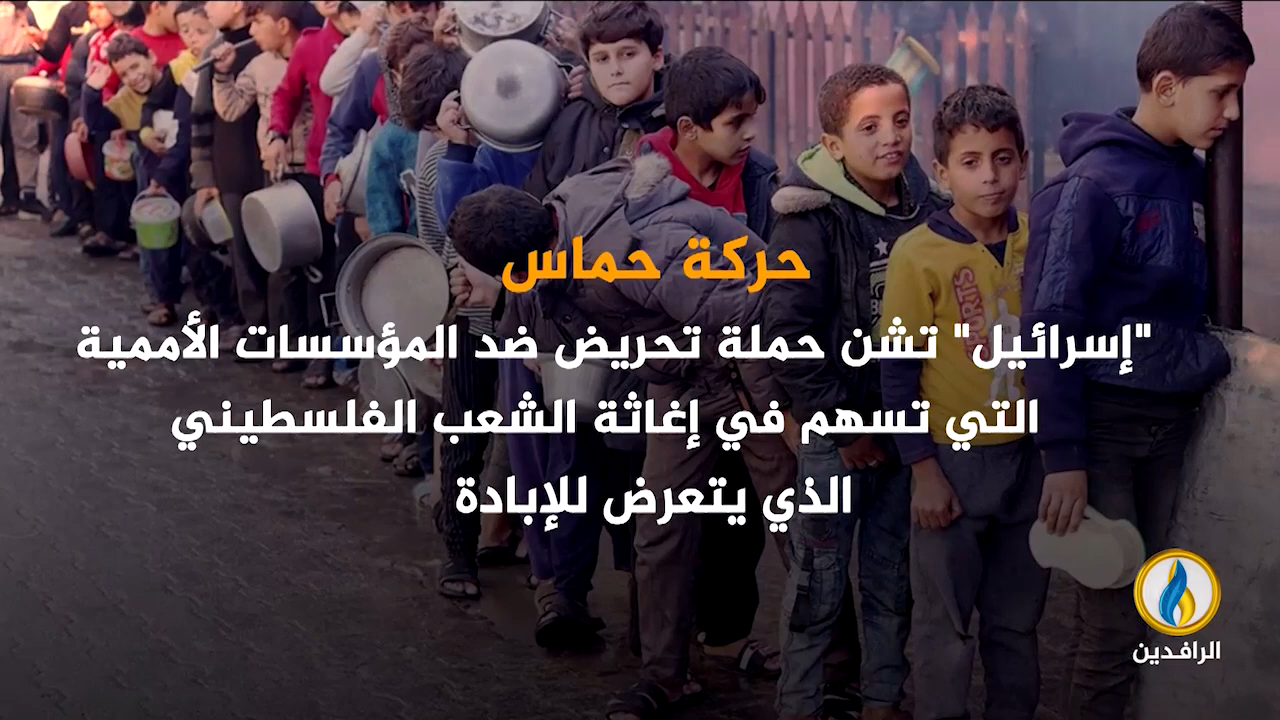 حركة حماس
"إسرائيل" تشن حملة تحريض ضد المؤسسات الأممية
التي تسهم في إغاثة الشعب الفلسطيني
الذي يتعرض للإبادة
SPORTS
الرافدين